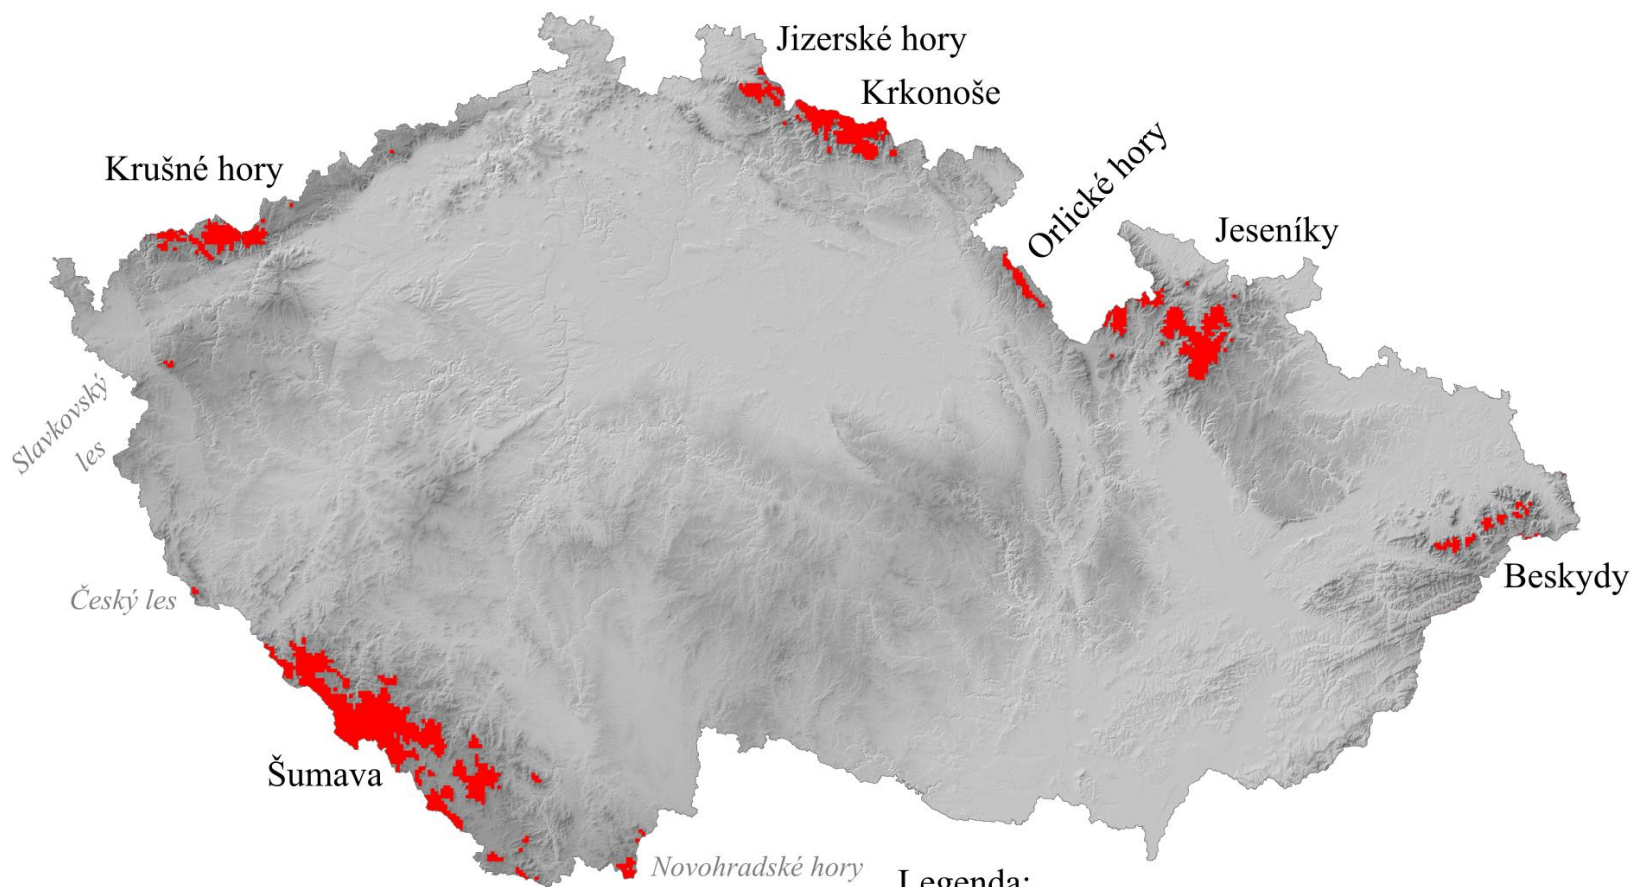 Jizerské hory
Krkonoše
Krušné hory
Orlické hory
Jeseníky
Slavkovský
les
Beskydy
Český les
Šumava
Novohradské hory
Legenda: